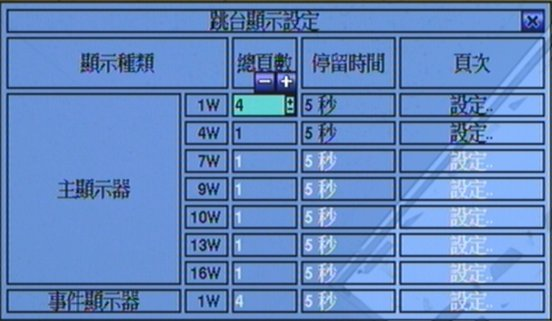 跳台顯示設定
顯示種類 總頁數 停留時間 頁次
1W 4 5 秒 設定..
4W 1 5 秒 設定..
7W 1 5 秒 設定..
主顯示器 9W 1 5 秒 設定..
10W 1 5 秒 設定..
13W 1 5 秒 設定..
16W 1 5 秒 設定..
事件顯示器 1W 4 5 秒 設定..